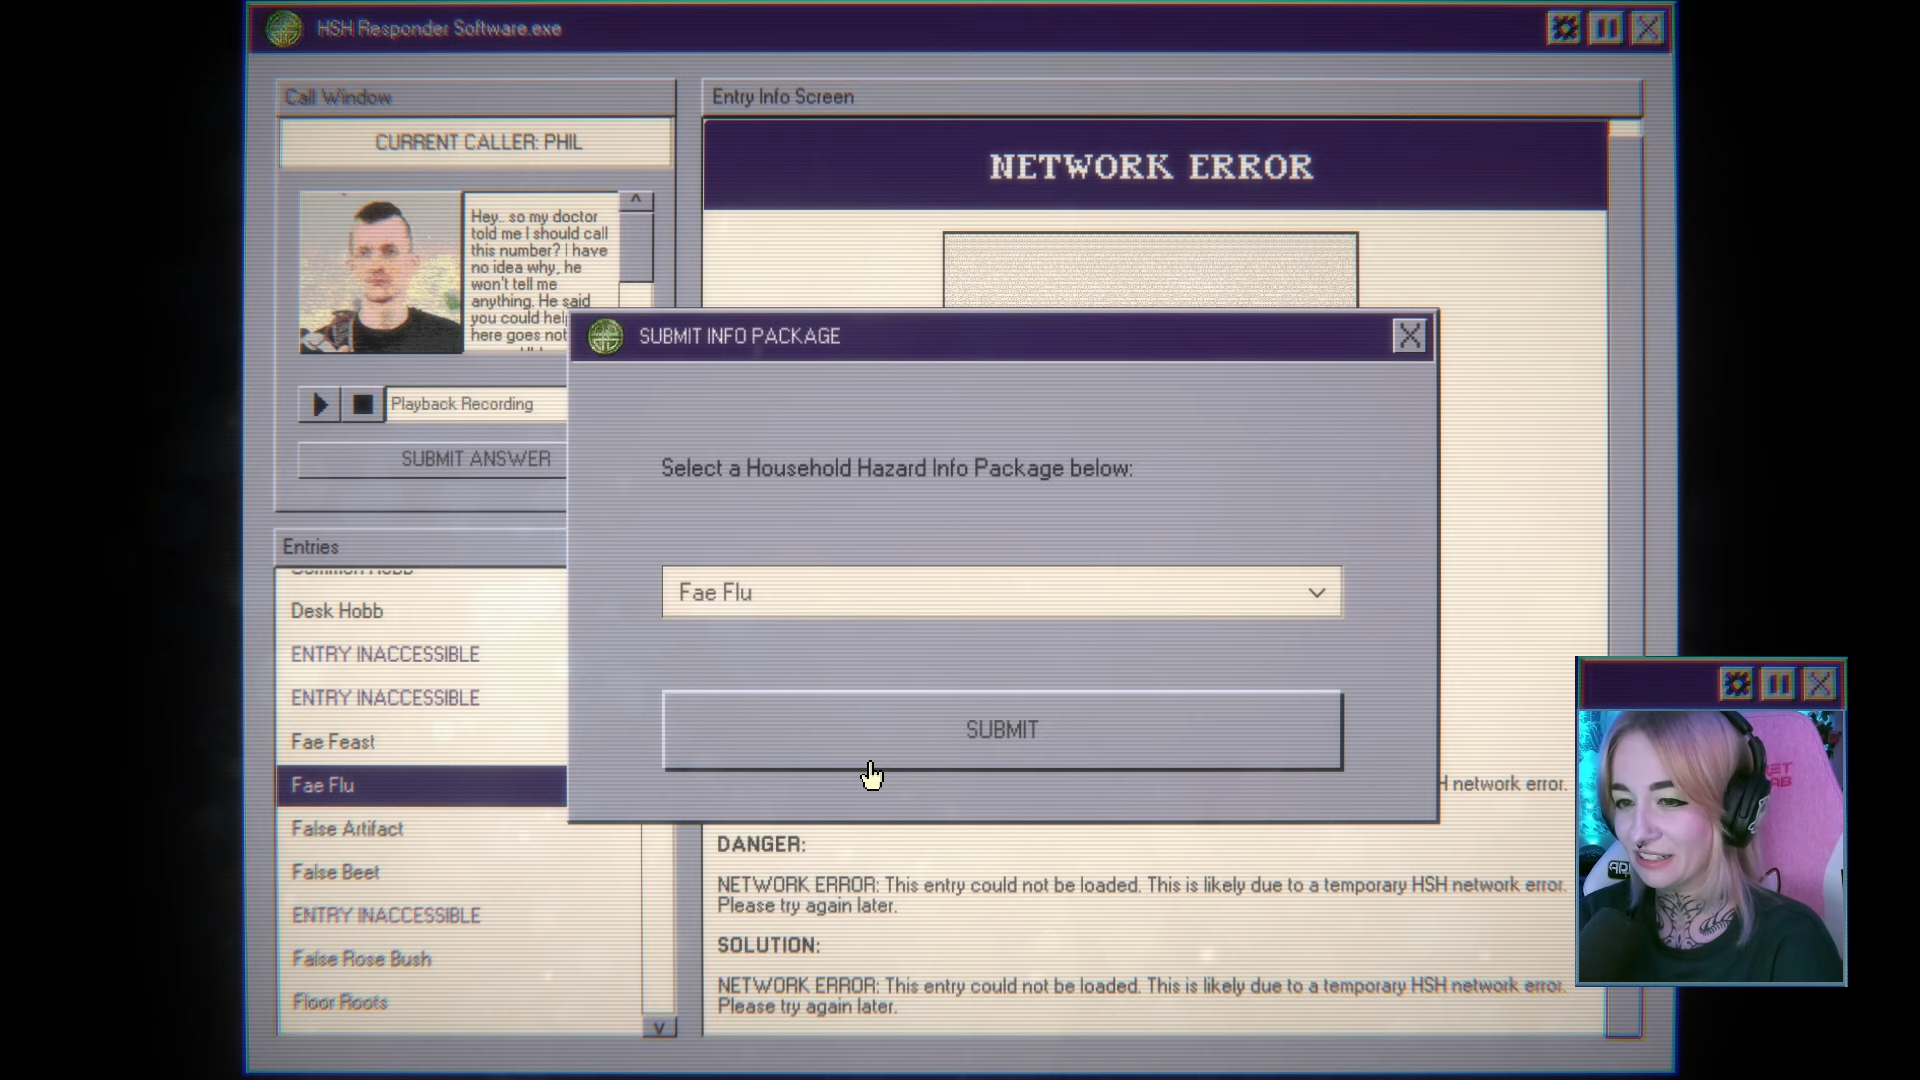 HSH Responder Software.exe
Call Window
CURRENT CALLER: PHIL
Hey.. so my doctor
told me I should call
this number? I have
no idea why, he
won't tell me
anything. He said
you could hel
here goes not
Playback Recording
SUBMIT ANSWER
Entries
Common Hobb
Desk Hobb
ENTRY INACCESSIBLE
ENTRY INACCESSIBLE
Fae Feast
Fae Flu
False Artifact
False Beet
ENTRY INACCESSIBLE
False Rose Bush
Floor Roots
Entry Info Screen
NETWORK ERROR
SUBMIT INFO PACKAGE
Select a Household Hazard Info Package below:
Fae Flu
SUBMIT
H network error.
DANGER:
NETWORK ERROR: This entry could not be loaded. This is likely due to a temporary HSH network error.
Please try again later.
SOLUTION:
NETWORK ERROR: This entry could not be loaded. This is likely due to a temporary HSH network error.
Please try again later.